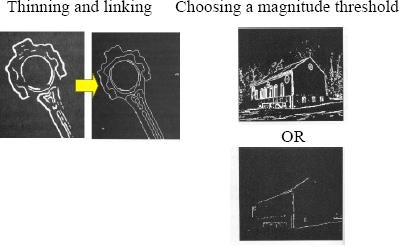 Thinning and linking
Choosing a magnitude threshold
OR